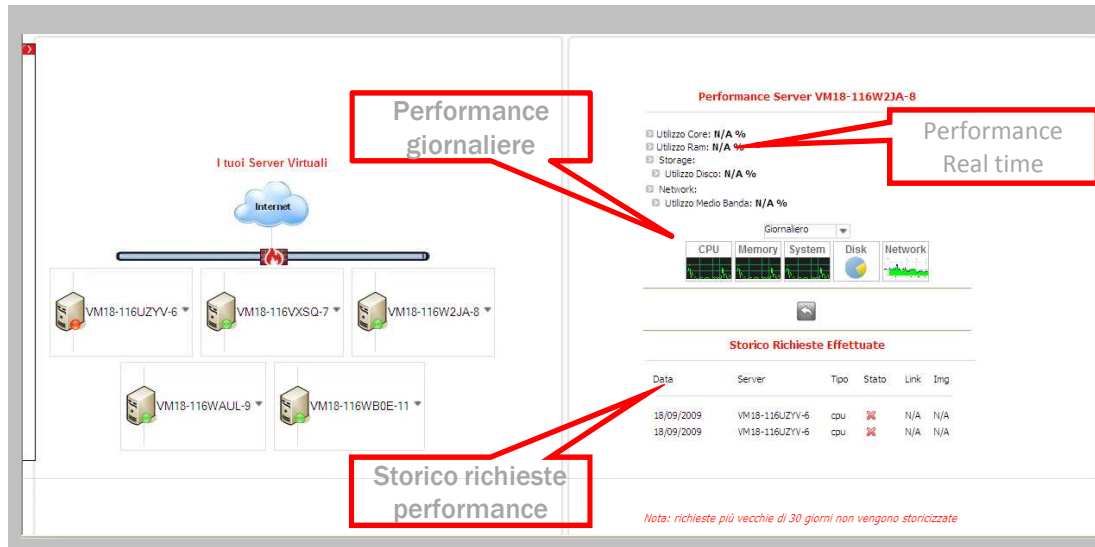 I tuoi Server Virtuali
Internet
VM18-116UZYV-6
VM18-116VXSQ-7
VM18-116W2JA-8
VM18-116WAUL-9
VM18-116WB0E-11
Performance
giornaliere
Performance Server VM18-116W2JA-8
Utilizzo Core: N/A %
Utilizzo Ram: N/A %
Storage:
Utilizzo Disco: N/A %
Network:
Utilizzo Medio Banda: N/A %
Performance
Real time
Giornaliero
CPU Memory System Disk Network
Storico Richieste Effettuate
Data Server Tipo Stato Link Img
18/09/2009 VM18-116UZYV-6 cpu N/A N/A
18/09/2009 VM18-116UZYV-6 cpu N/A N/A
Storico richieste
performance
Nota: richieste più vecchie di 30 giorni non vengono storicizzate